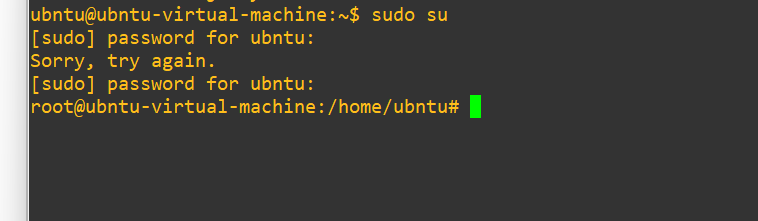 ubntu@ubntu-virtual-machine:~$ sudo su
[sudo] password for ubntu:
Sorry, try again.
[sudo] password for ubntu:
root@ubntu-virtual-machine:/home/ubntu#